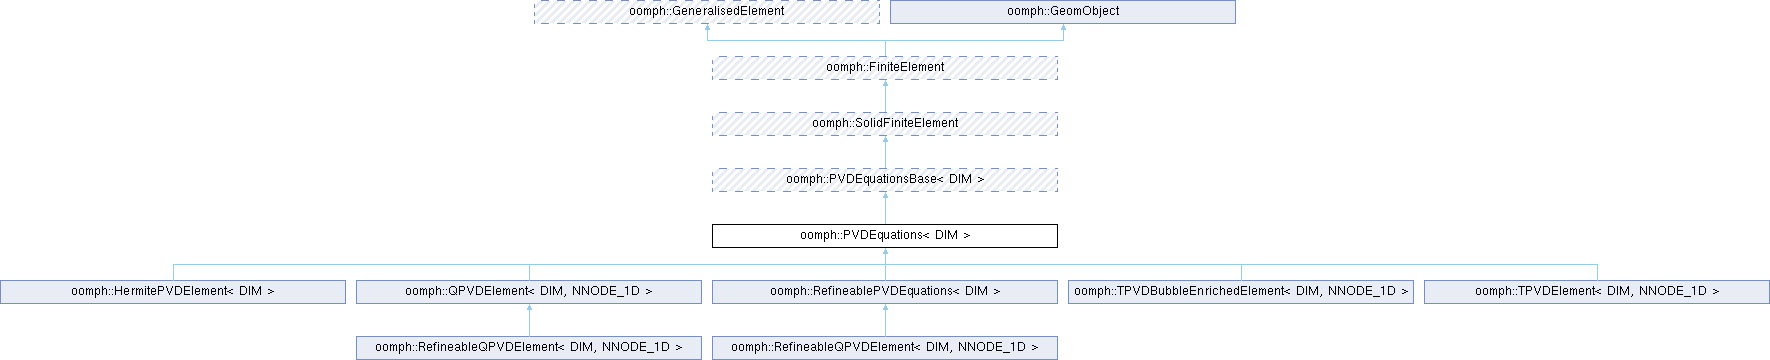 oomph::GeneralisedElement
oomph::GeomObject
oomph::FiniteElement
oomph::SolidFiniteElement
oomph::PVDEquationsBase< DIM >
oomph::PVDEquations< DIM >
oomph::HermitePVDElement< DIM >
oomph::QPVDElement< DIM, NNODE_1D >
oomph::RefineablePVDEquations< DIM >
oomph::TPVDBubbleEnrichedElement< DIM, NNODE_1D >
oomph::TPVDElement< DIM, NNODE_1D >
oomph::RefineableQPVDElement< DIM, NNODE_1D >
oomph::RefineableQPVDElement< DIM, NNODE_1D >